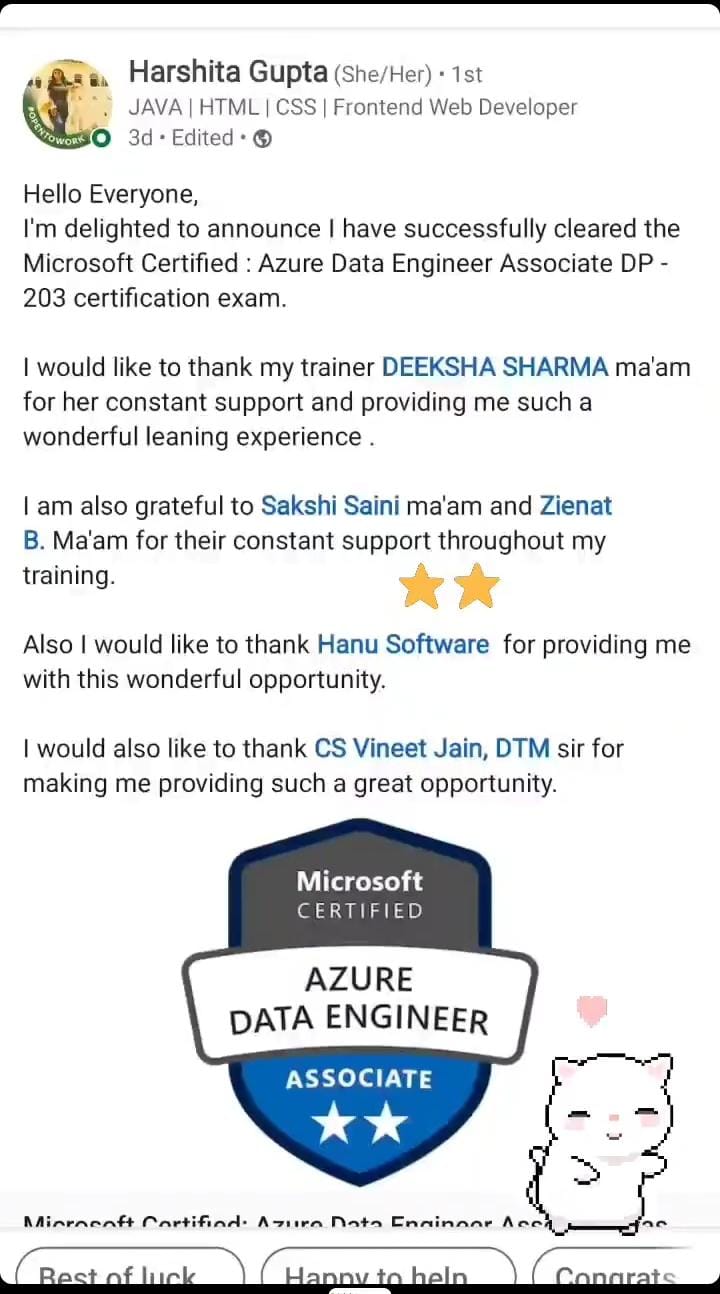 Harshita Gupta (She/Her) • 1st
JAVA | HTML | CSS | Frontend Web Developer
#OPENTOWORK
3d • Edited •
Hello Everyone,
I'm delighted to announce I have successfully cleared the
Microsoft Certified : Azure Data Engineer Associate DP -
203 certification exam.
I would like to thank my trainer DEEKSHA SHARMA ma'am
for her constant support and providing me such a
wonderful leaning experience .
I am also grateful to Sakshi Saini ma'am and Zienat
B. Ma'am for their constant support throughout my
training.
Also I would like to thank Hanu Software for providing me
with this wonderful opportunity.
I would also like to thank CS Vineet Jain, DTM sir for
making me providing such a great opportunity.
Microsoft
CERTIFIED
AZURE
DATA ENGINEER
ASSOCIATE
Microsoft Certified: Azure Data Engineer
Best of luck
Happy to help
Congrats